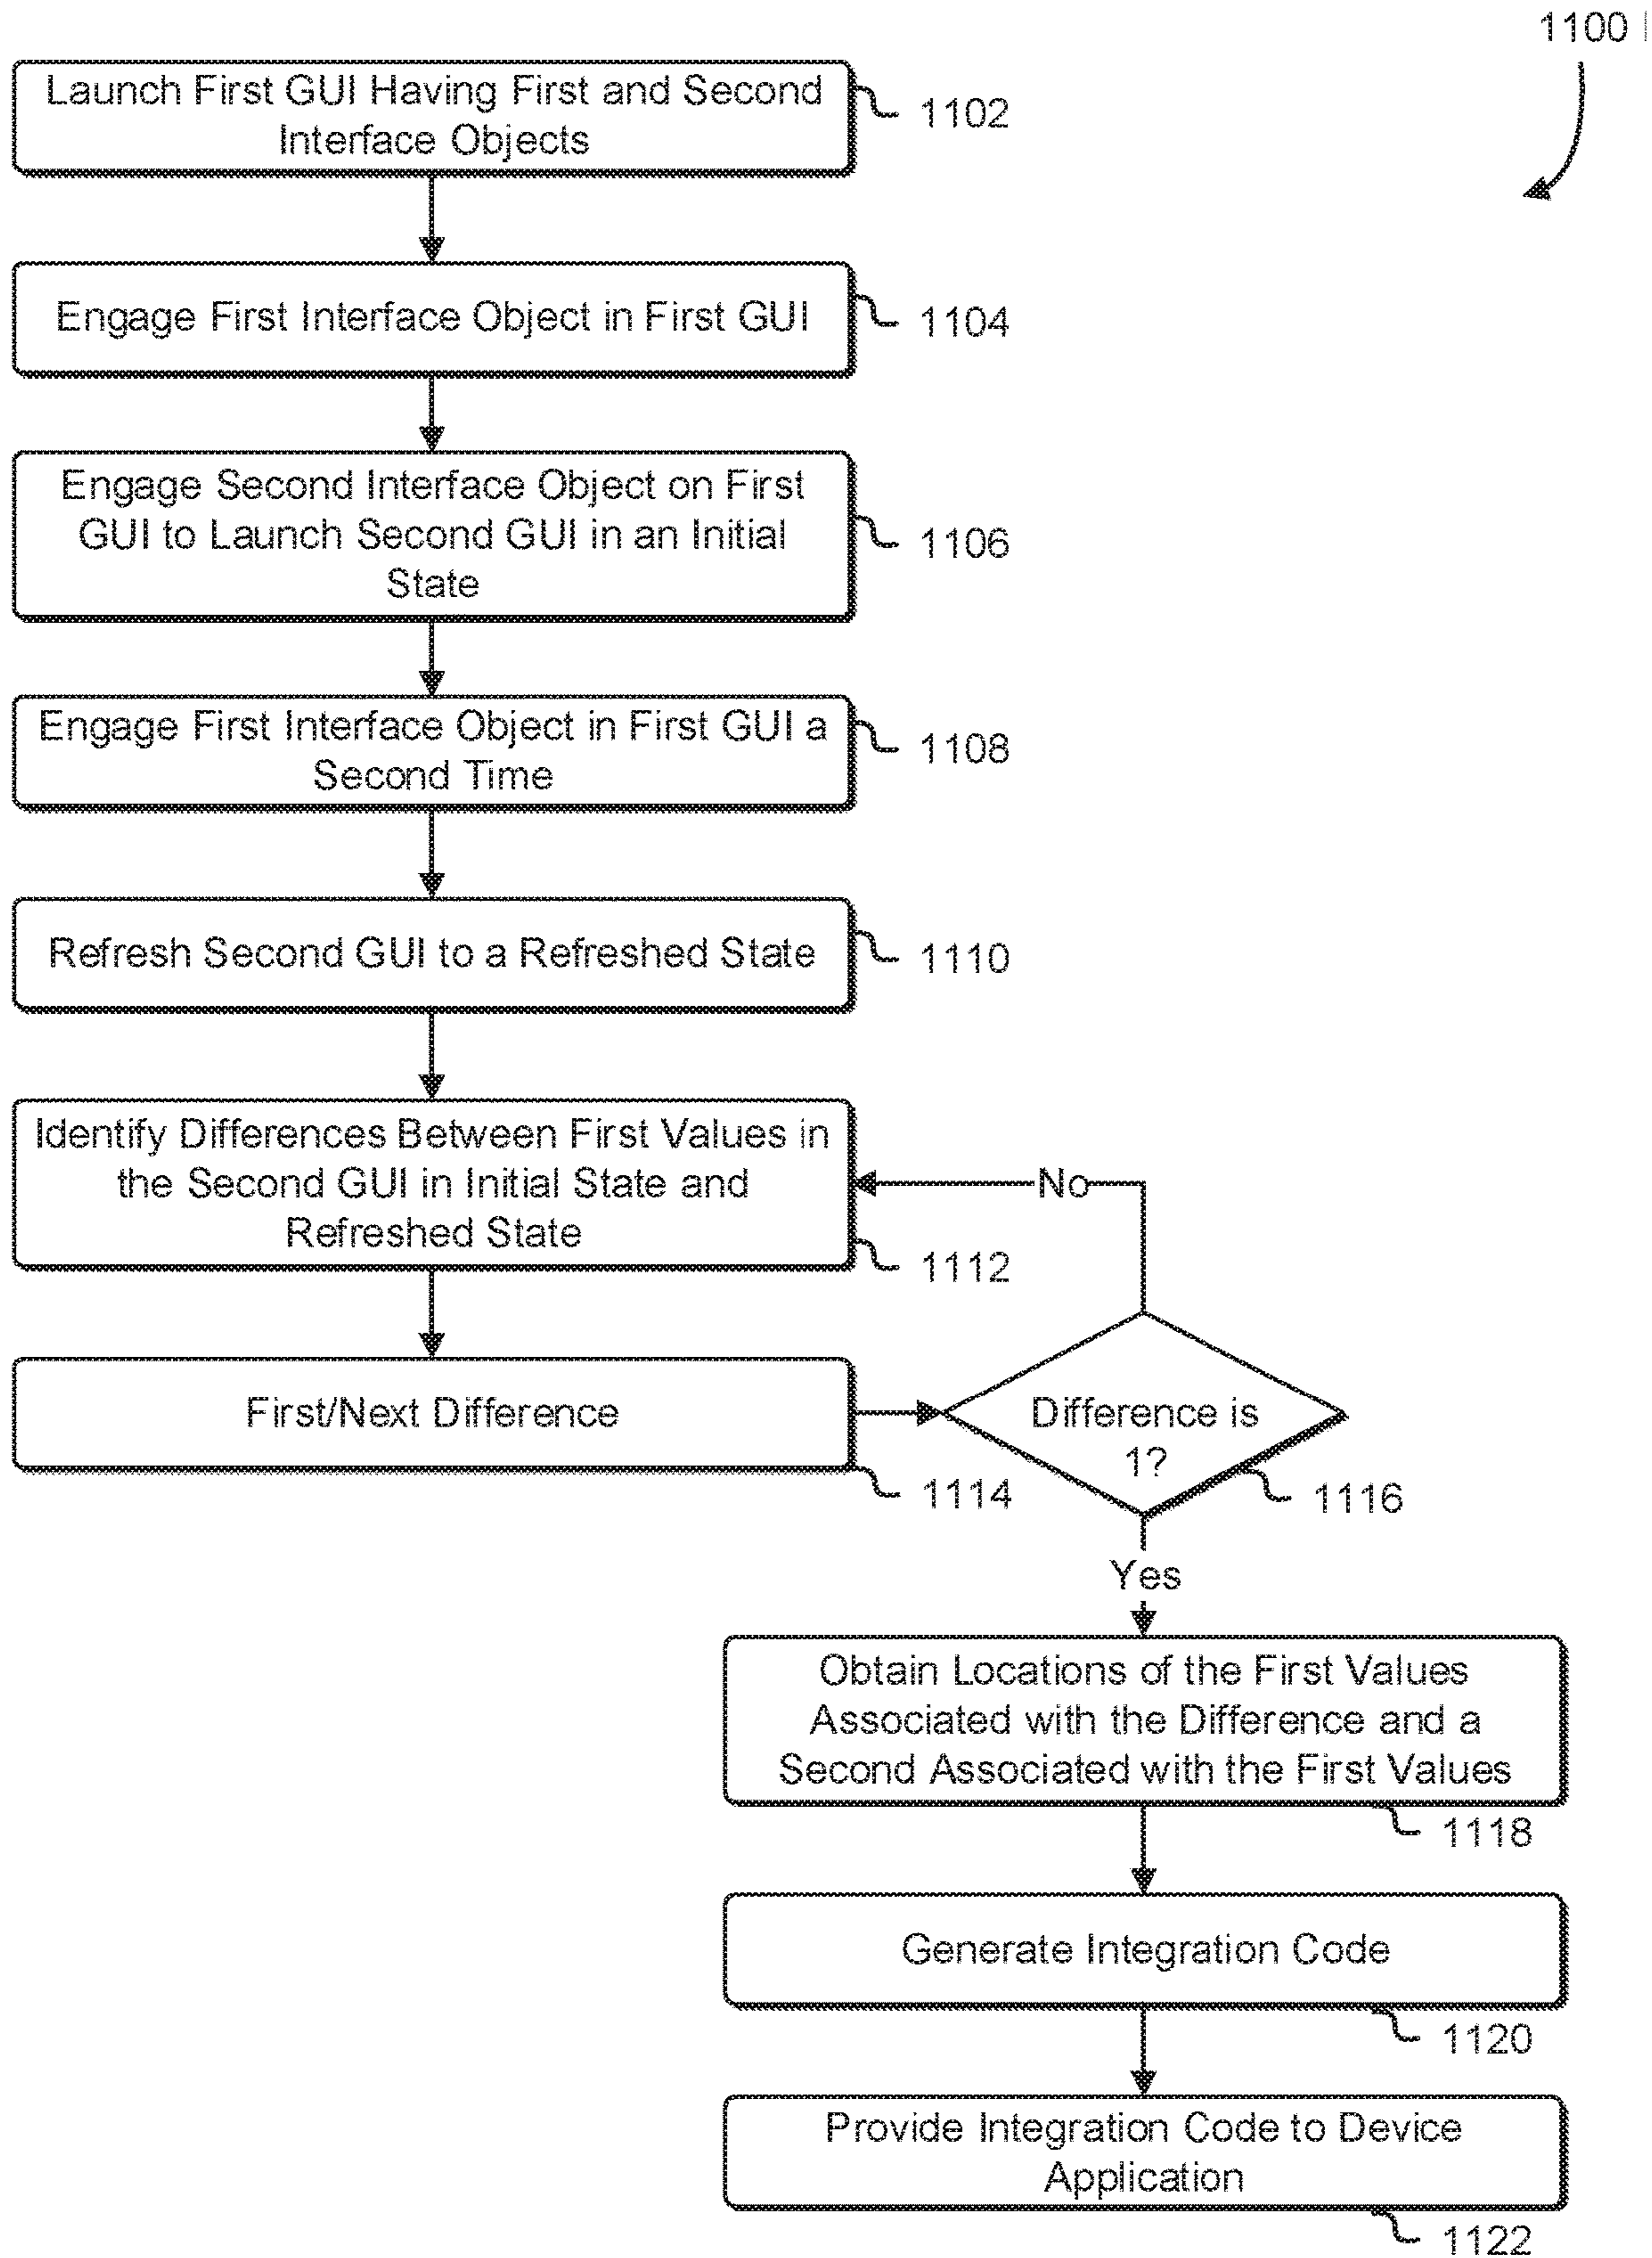 1100
Launch First GUI Having First and Second
Interface Objects
1102
Engage First Interface Object in First GUI
1104
Engage Second Interface Object on First
GUI to Launch Second GUI in an Initial
State
1106
Engage First Interface Object in First GUI a
Second Time
1108
Refresh Second GUI to a Refreshed State
1110
Identify Differences Between First Values in
the Second GUI in Initial State and
Refreshed State
No
1112
First/Next Difference
Difference is
1?
1114
1116
Yes
Obtain Locations of the First Values
Associated with the Difference and a
Second Associated with the First Values
1118
Generate Integration Code
1120
Provide Integration Code to Device
Application
1122